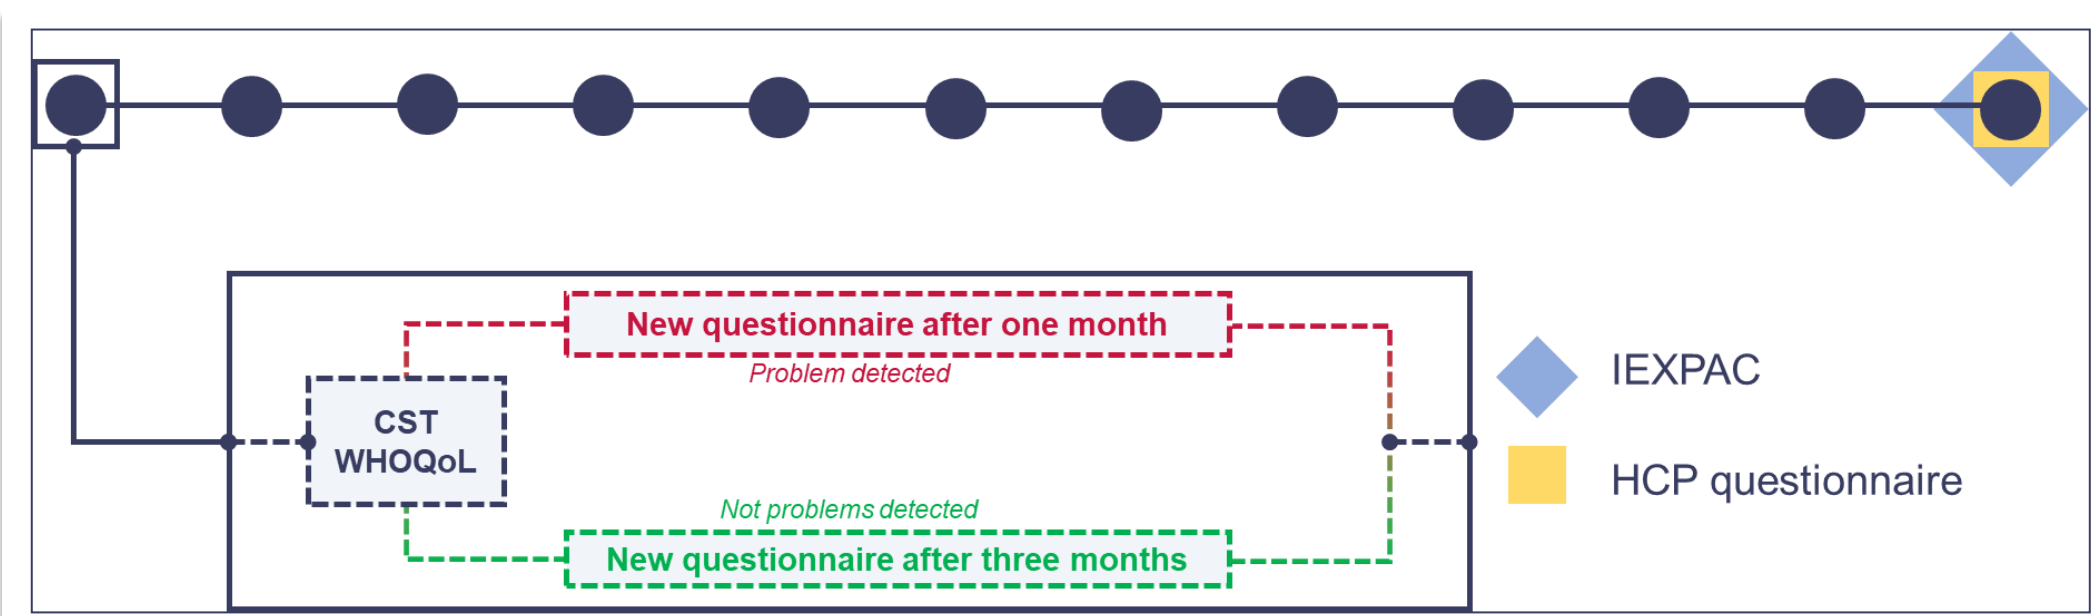 New questionnaire after one month
Problem detected
CST
WHOQoL
Not problems detected
New questionnaire after three months
IEXPAC
HCP questionnaire